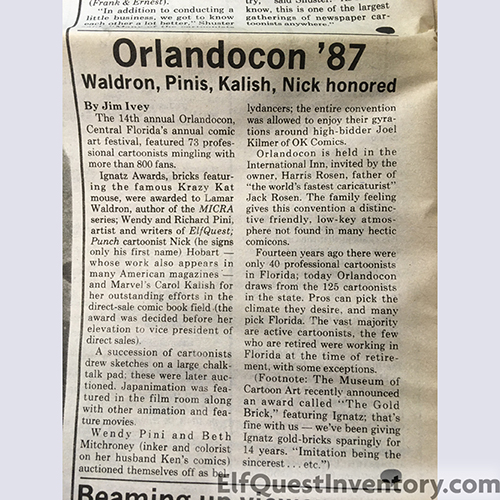 (Frank & Ernest).
"In addition to conducting a
little business, we got to know
each other a lot better," Shuster
know, this is one of the largest
gatherings of newspaper car-
toonists anywhere."
Orlandocon '87
Waldron, Pinis, Kalish, Nick honored
By Jim Ivey
The 14th annual Orlandocon,
Central Florida's annual comic
art festival, featured 73 profes-
sional cartoonists mingling with
more than 800 fans.
Ignatz Awards, bricks featur-
ing the famous Krazy Kat
mouse, were awarded to Lamar
Waldron, author of the MICRA
series; Wendy and Richard Pini,
artist and writers of ElfQuest;
Punch cartoonist Nick (he signs
only his first name) Hobart —
whose work also appears in
many American magazines —
and Marvel's Carol Kalish for
her outstanding efforts in the
direct-sale comic book field (the
award was decided before her
elevation to vice president of
direct sales).
A succession of cartoonists
drew sketches on a large chalk-
talk pad; these were later auc-
tioned. Japanimation was fea-
tured in the film room along
with other animation and fea-
ture movies.
Wendy Pini and Beth
Mitchroney (inker and colorist
on her husband Ken's comics)
auctioned themselves off as bel-
lydancers; the entire convention
was allowed to enjoy their gyra-
tions around high-bidder Joel
Kilmer of OK Comics.
Orlandocon is held in the
International Inn, invited by the
owner, Harris Rosen, father of
"the world's fastest caricaturist"
Jack Rosen. The family feeling
gives this convention a distinc-
tive friendly, low-key atmos-
phere not found in many hectic
comicons.
Fourteen years ago there were
only 40 professional cartoonists
in Florida; today Orlandocon
draws from the 125 cartoonists
in the state. Pros can pick the
climate they desire, and many
pick Florida. The vast majority
are active cartoonists, the few
who are retired were working in
Florida at the time of retire-
ment, with some exceptions.
(Footnote: The Museum of
Cartoon Art recently announced
an award called "The Gold
Brick," featuring Ignatz; that's
fine with us — we've been giving
Ignatz gold-bricks sparingly for
14 years. "Imitation being the
sincerest . . . etc.")
Beaming up
ElfQuestInventory.com